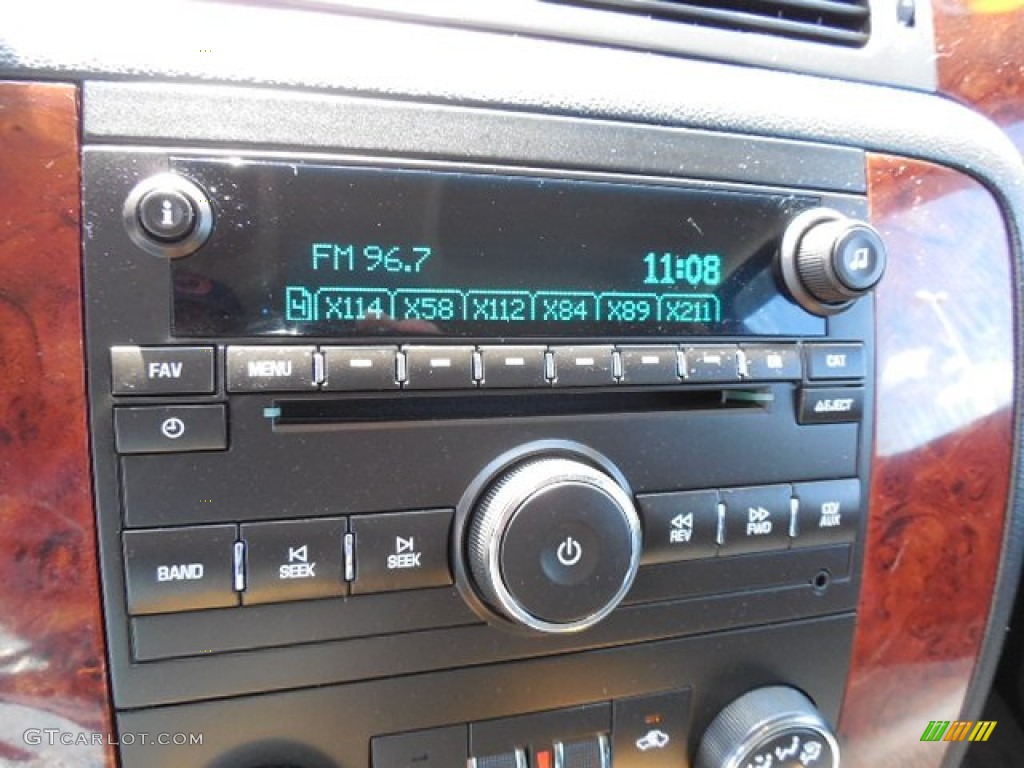 FM 96.7
11:08
4 X114 X58 X112 X84 X89 X211
FAV MENU CAT
EJECT
BAND SEEK SEEK REV FWD CD/AUX
GTCARLOT.COM